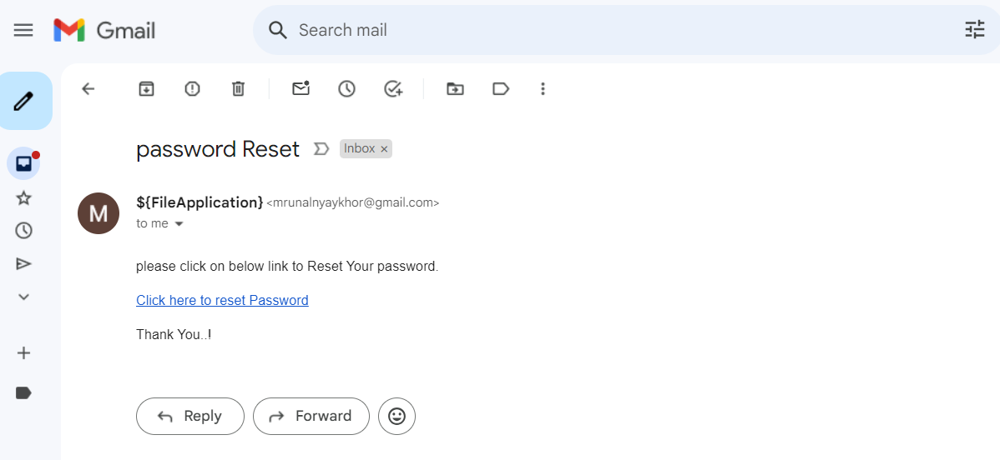 Gmail
Search mail
password Reset
Inbox ×
M
${FileApplication} <mrunalnyaykhor@gmail.com>
to me
please click on below link to Reset Your password.
Click here to reset Password
Thank You..!
Reply
Forward